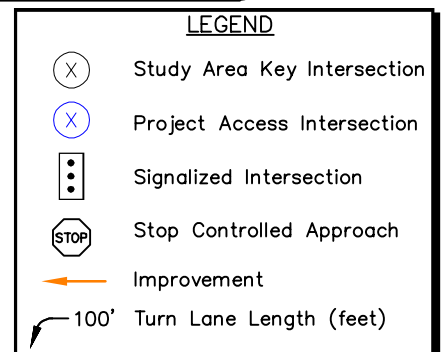 LEGEND
X Study Area Key Intersection
X Project Access Intersection
Signalized Intersection
STOP Stop Controlled Approach
Improvement
100' Turn Lane Length (feet)